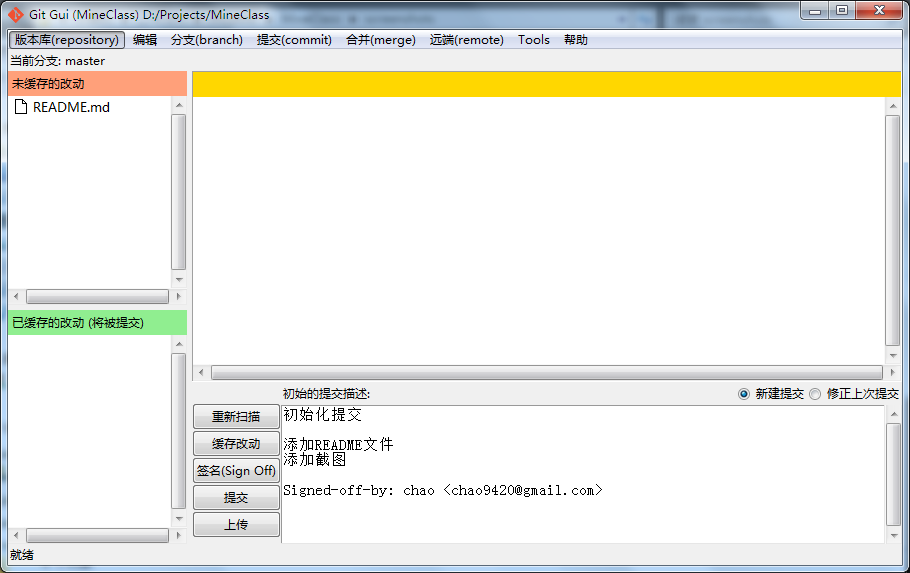 Git Gui (MineClass) D:/Projects/MineClass
版本库(repository) 编辑 分支(branch) 提交(commit) 合并(merge) 远端(remote) Tools 帮助
当前分支: master
未缓存的改动
README.md
已缓存的改动 (将被提交)
初始的提交描述:
新建提交
修正上次提交
重新扫描
缓存改动
签名(Sign Off)
提交
上传
初始化提交
添加README文件
添加截图
Signed-off-by: chao <chao9420@gmail.com>
就绪